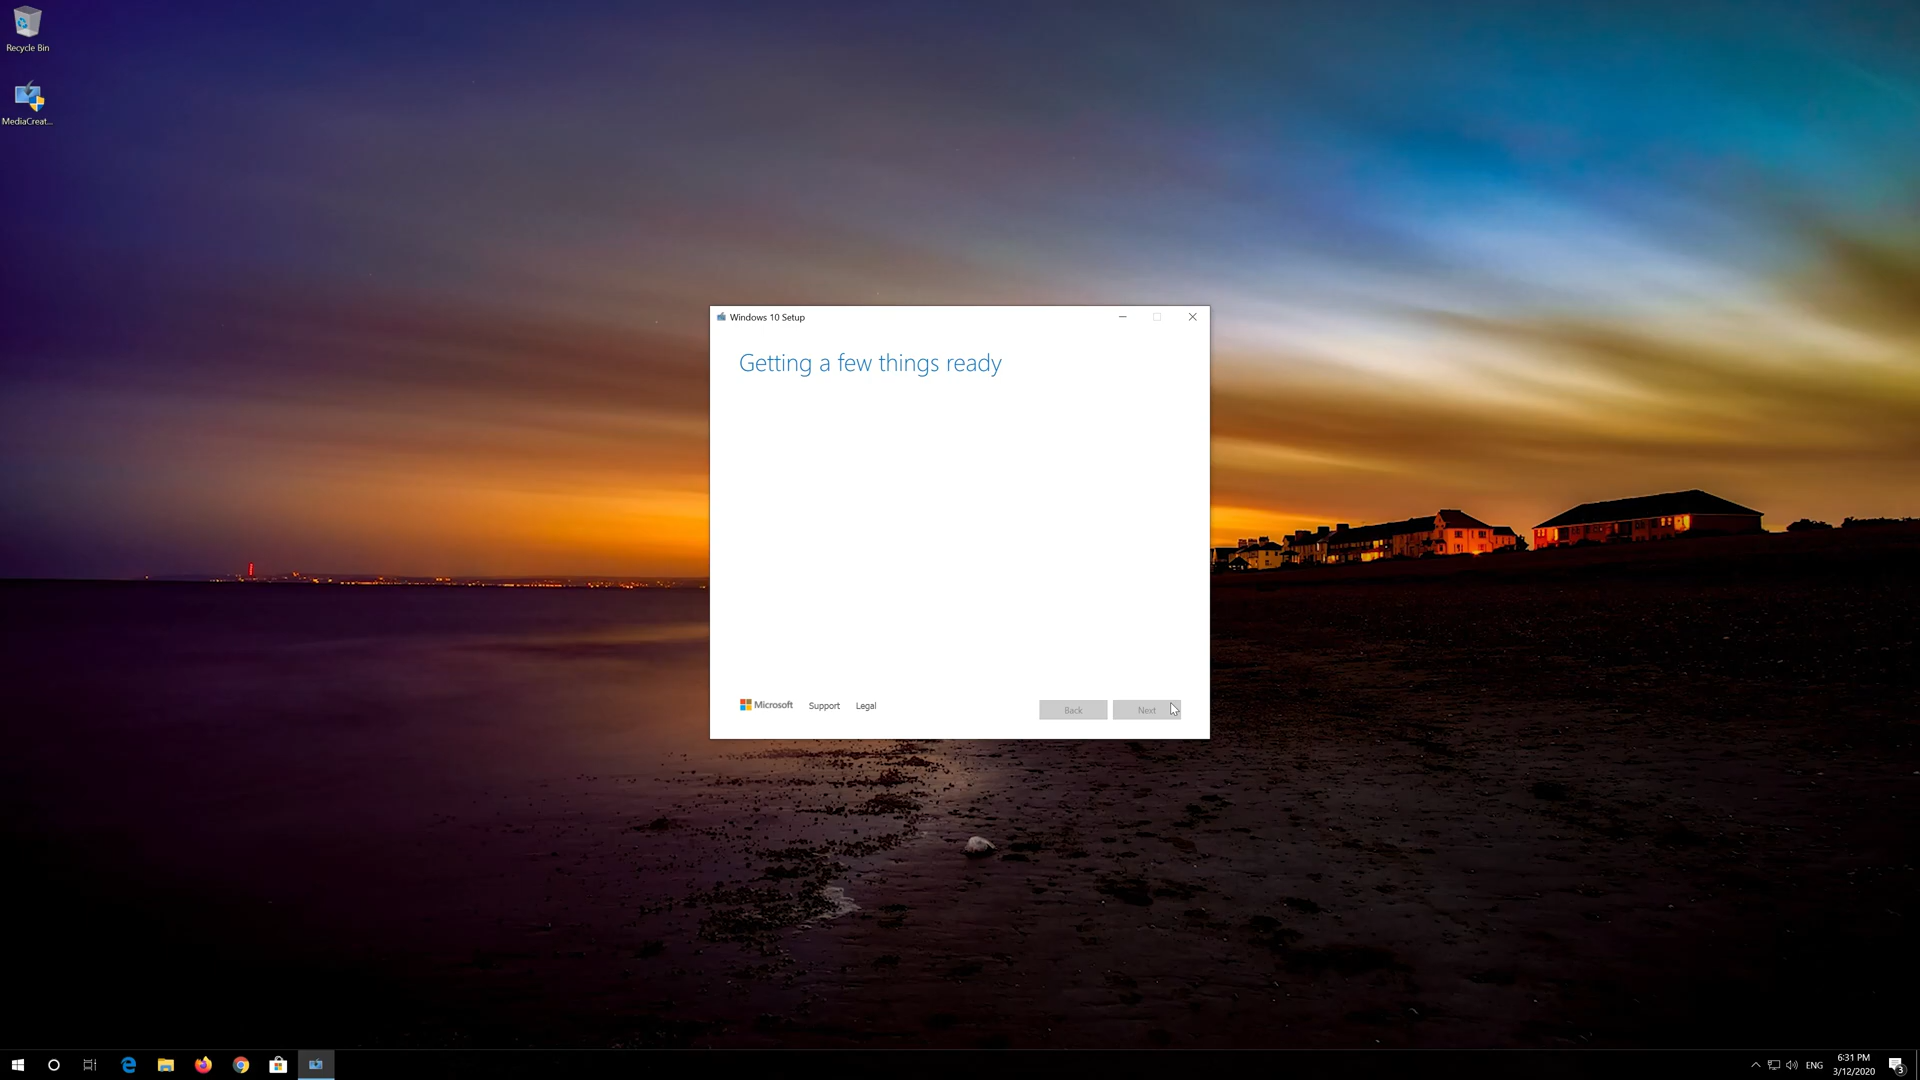 Recycle Bin
MediaCreat...
Windows 10 Setup
Getting a few things ready
Microsoft
Support
Legal
Back
Next
ENG
6:31 PM
3/12/2020
3